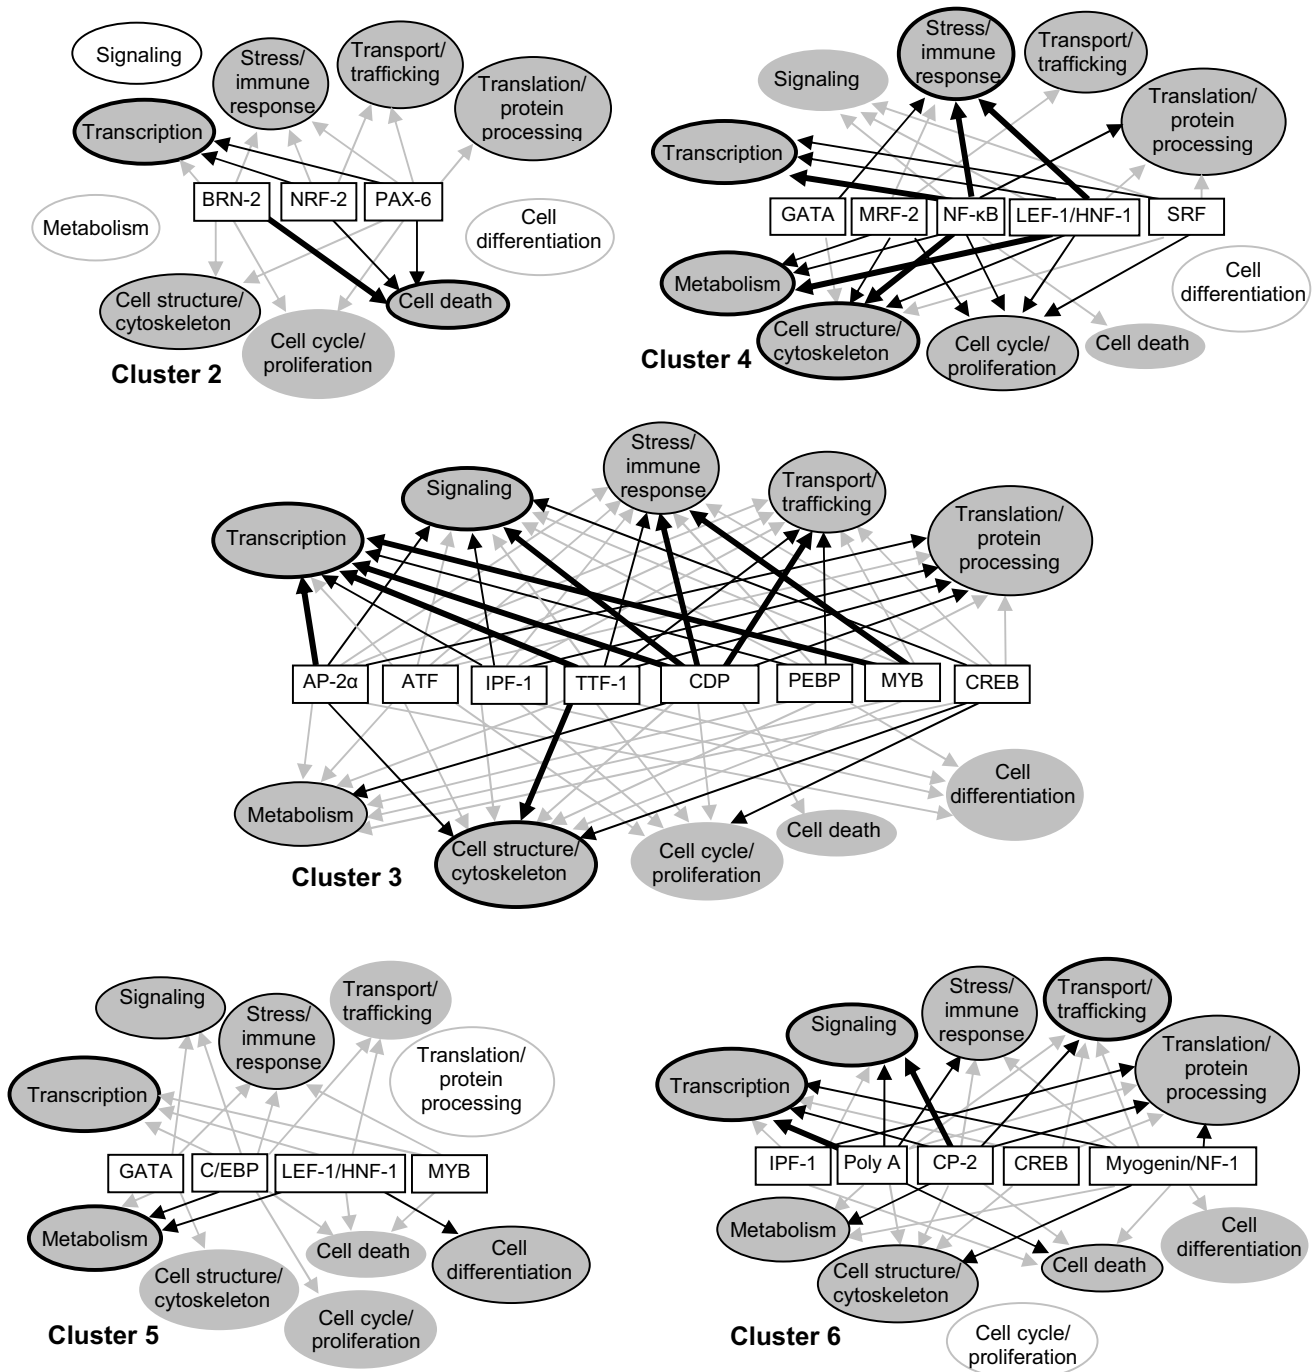 Signaling
Stress/
immune
response
Transport/
trafficking
Translation/
protein
processing
Transcription
BRN-2
NRF-2
PAX-6
Metabolism
Cell
differentiation
Cell structure/
cytoskeleton
Cell death
Cell cycle/
proliferation
Cluster 2
Signaling
Stress/
immune
response
Transport/
trafficking
Translation/
protein
processing
Transcription
GATA
MRF-2
NF-κB
LEF-1/HNF-1
SRF
Metabolism
Cell
differentiation
Cell structure/
cytoskeleton
Cell cycle/
proliferation
Cell death
Cluster 4
Stress/
immune
response
Signaling
Transport/
trafficking
Transcription
Translation/
protein
processing
AP-2α
ATF
IPF-1
TTF-1
CDP
PEBP
MYB
CREB
Metabolism
Cell
differentiation
Cell structure/
cytoskeleton
Cell cycle/
proliferation
Cell death
Cluster 3
Signaling
Stress/
immune
response
Transport/
trafficking
Translation/
protein
processing
Transcription
GATA
C/EBP
LEF-1/HNF-1
MYB
Metabolism
Cell death
Cell
differentiation
Cell structure/
cytoskeleton
Cell cycle/
proliferation
Cluster 5
Stress/
immune
response
Transport/
trafficking
Signaling
Translation/
protein
processing
Transcription
IPF-1
Poly A
CP-2
CREB
Myogenin/NF-1
Metabolism
Cell
differentiation
Cell structure/
cytoskeleton
Cell death
Cell cycle/
proliferation
Cluster 6